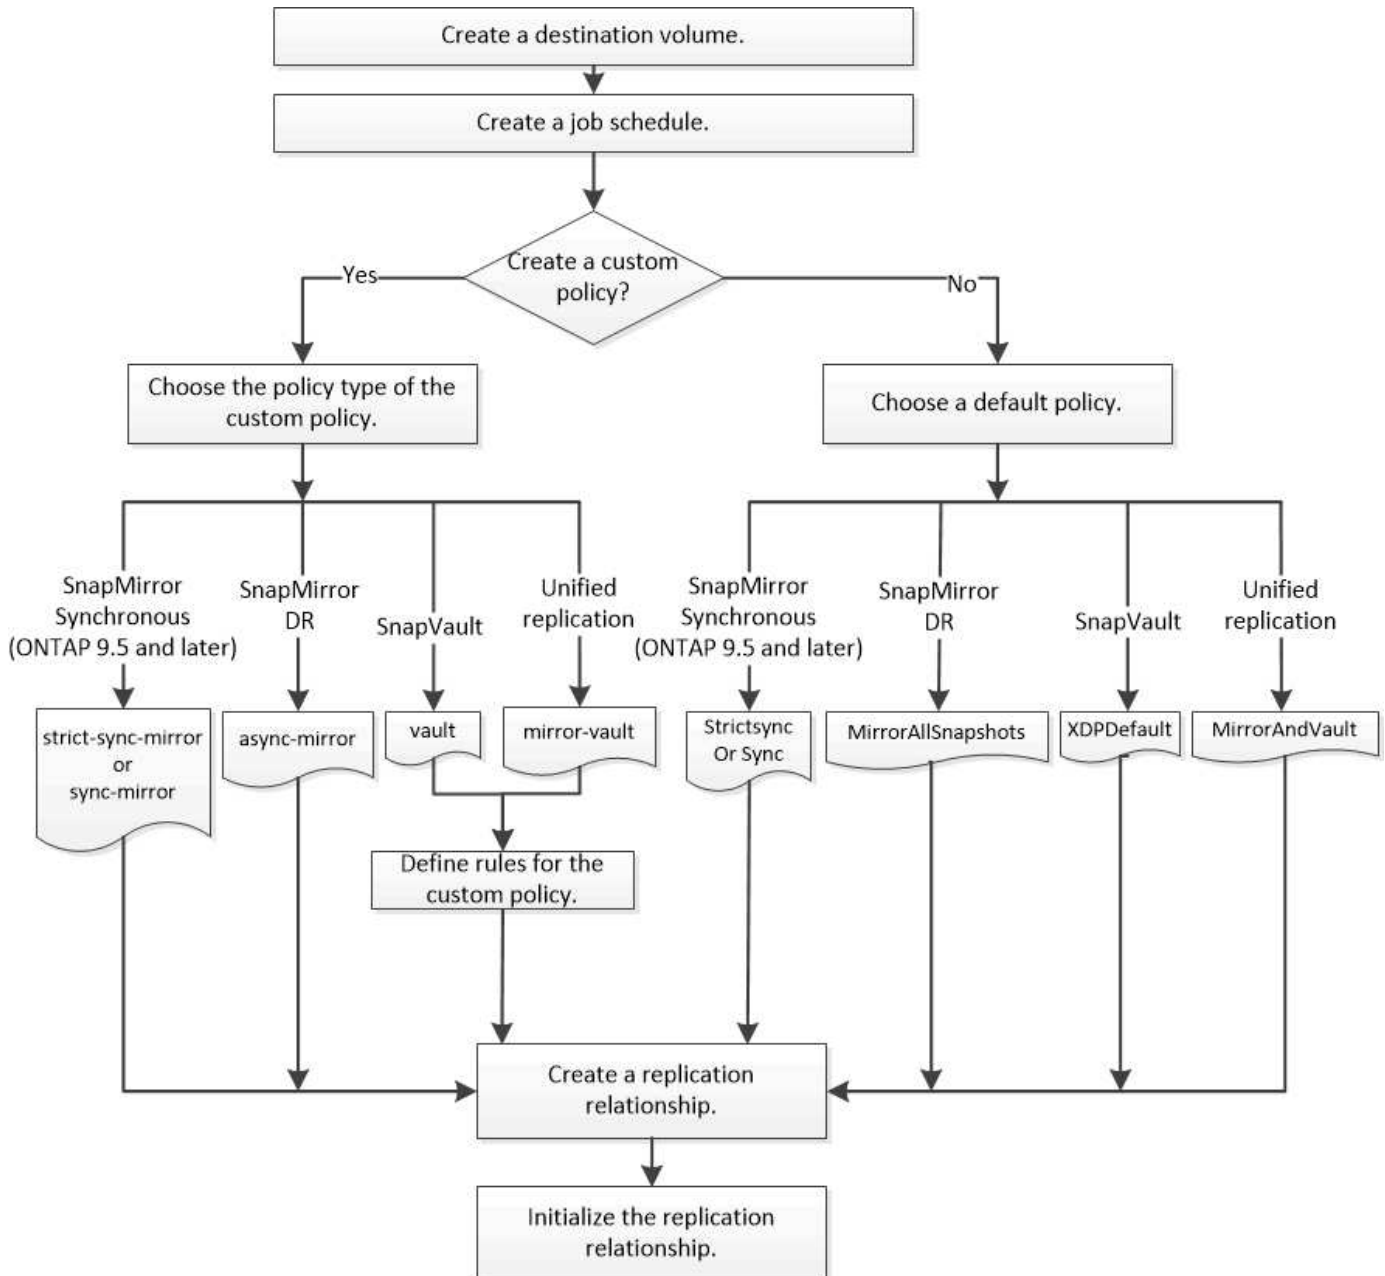 Create a destination volume.
Create a job schedule.
Create a custom
policy?
Yes
No
Choose the policy type of the
custom policy.
Choose a default policy.
SnapMirror
Synchronous
(ONTAP 9.5 and later)
SnapMirror
DR
SnapVault
Unified
replication
SnapMirror
Synchronous
(ONTAP 9.5 and later)
SnapMirror
DR
SnapVault
Unified
replication
strict-sync-mirror
or
sync-mirror
async-mirror
vault
mirror-vault
Strictsync
Or Sync
MirrorAllSnapshots
XDPDefault
MirrorAndVault
Define rules for the
custom policy.
Create a replication
relationship.
Initialize the replication
relationship.